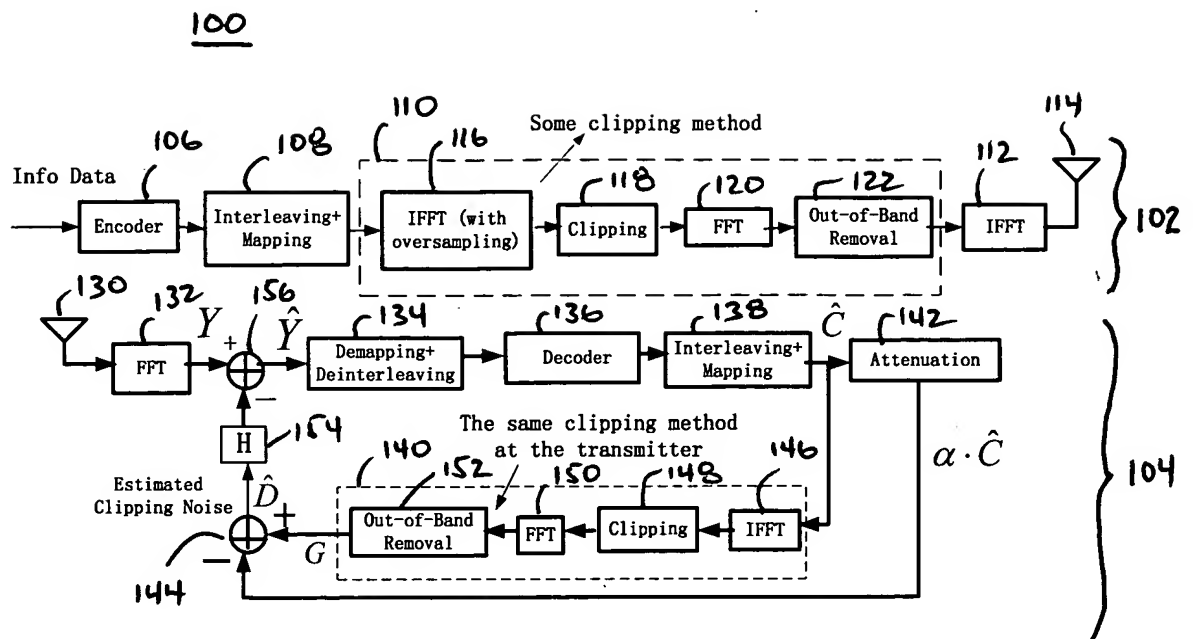 100
110
116
Some clipping method
114
106
108
118
120
122
112
Info Data
Encoder
Interleaving+
Mapping
IFFT (with
oversampling)
Clipping
FFT
Out-of-Band
Removal
IFFT
102
130
132
Y
+
156
Ŷ
134
136
138
Ĉ
142
FFT
−
Demapping+
Deinterleaving
Decoder
Interleaving+
Mapping
Attenuation
H
154
The same clipping method
at the transmitter
140
152
150
148
146
α · Ĉ
104
Estimated
Clipping Noise
D̂
+
−
G
144
Out-of-Band
Removal
FFT
Clipping
IFFT